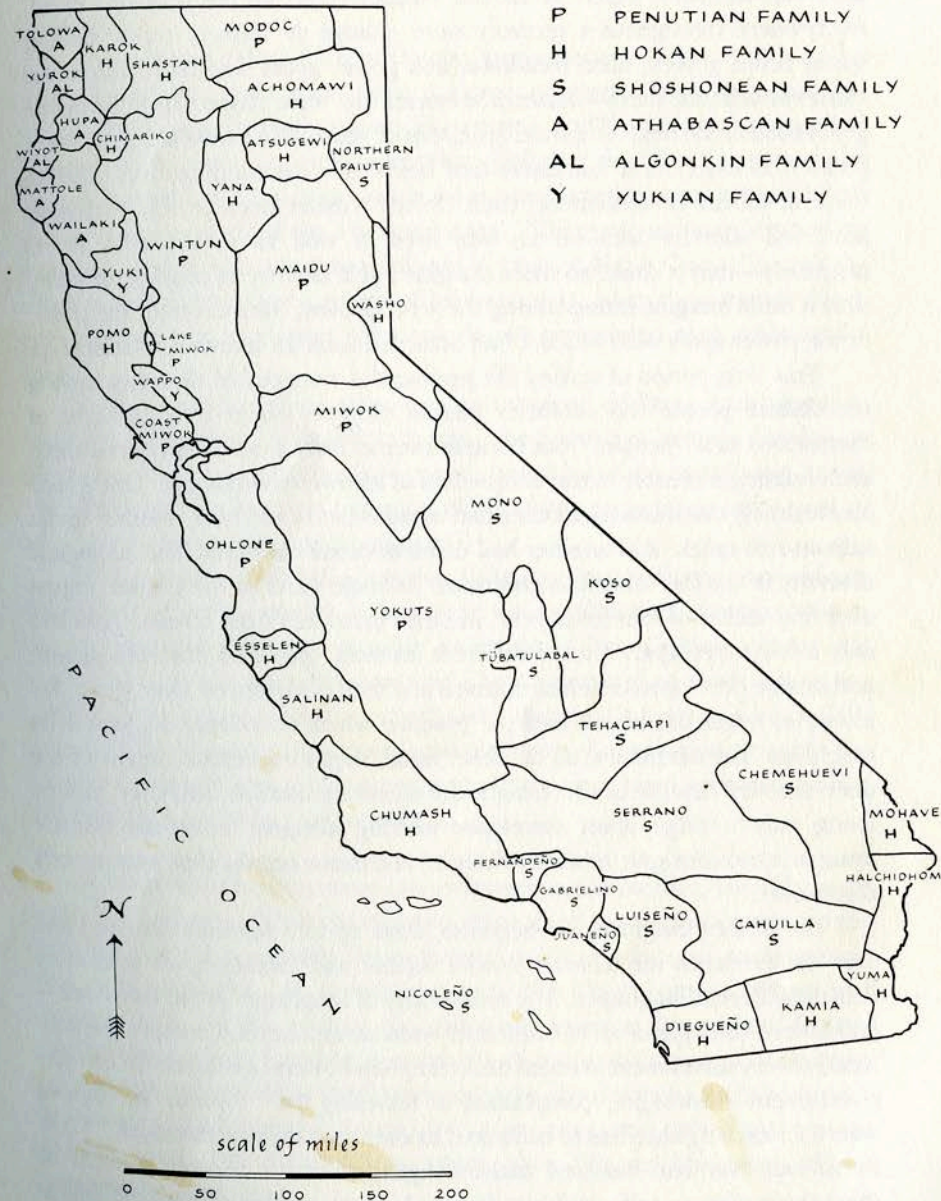 P PENUTIAN FAMILY
H HOKAN FAMILY
S SHOSHONEAN FAMILY
A ATHABASCAN FAMILY
AL ALGONKIN FAMILY
Y YUKIAN FAMILY
TOLOWA
A
KAROK
H
SHASTAN
H
MODOC
P
YUROK
AL
ACHOMAWI
H
HUPA
A
CHIMARIKO
H
WIYOT
AL
ATSUGEWI
H
NORTHERN
PAIUTE
S
MATTOLE
A
YANA
H
WAILAKI
A
WINTUN
P
YUKI
Y
MAIDU
P
WASHO
H
POMO
H
LAKE
MIWOK
P
WAPPO
Y
COAST
MIWOK
P
MIWOK
P
MONO
S
OHLONE
P
YOKUTS
P
KOSO
S
ESSELEN
H
TÜBATULABAL
S
SALINAN
H
TEHACHAPI
S
CHEMEHUEVI
S
CHUMASH
H
SERRANO
S
MOHAVE
H
HALCHIDHOM
H
FERNANDEÑO
S
GABRIELINO
S
LUISEÑO
S
CAHUILLA
S
JUANEÑO
S
YUMA
H
NICOLEÑO
S
KAMIA
H
DIEGUEÑO
H
PACIFIC OCEAN
N
scale of miles
0 50 100 150 200